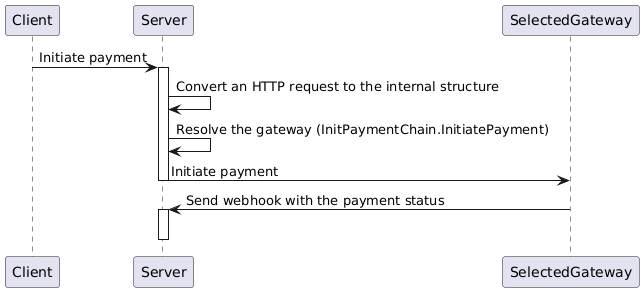 Client
Server
SelectedGateway
Initiate payment
Convert an HTTP request to the internal structure
Resolve the gateway (InitPaymentChain.InitiatePayment)
Initiate payment
Send webhook with the payment status
Client
Server
SelectedGateway